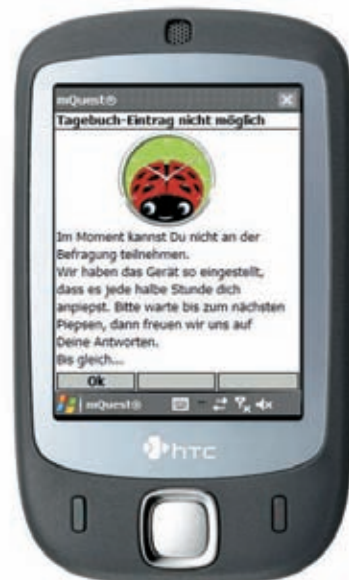 mQuest®
Tagebuch-Eintrag nicht möglich
Im Moment kannst Du nicht an der
Befragung teilnehmen.
Wir haben das Gerät so eingestellt,
dass es jede halbe Stunde dich
anpiepst. Bitte warte bis zum nächsten
Piepsen, dann freuen wir uns auf
Deine Antworten.
Bis gleich...
Ok
mQuest®
hTC